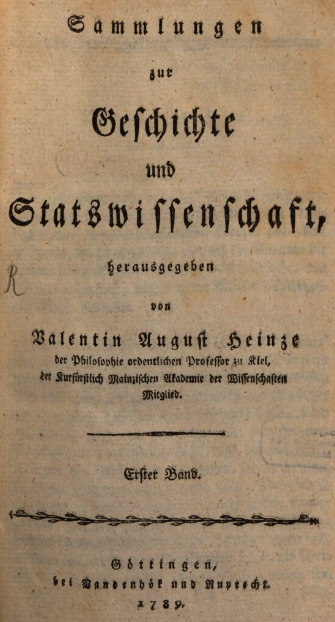 Sammlungen
zur
Geschichte
und
Statswissenschaft,
herausgegeben
von
Valentin August Heinze
der Philosophie ordentlichen Professor zu Kiel,
der Kurfürstlich Mainzischen Akademie der Wissenschaften
Mitglied.
R
Erster Band.
Göttingen,
bei Vandenhök und Ruprecht.
1789.